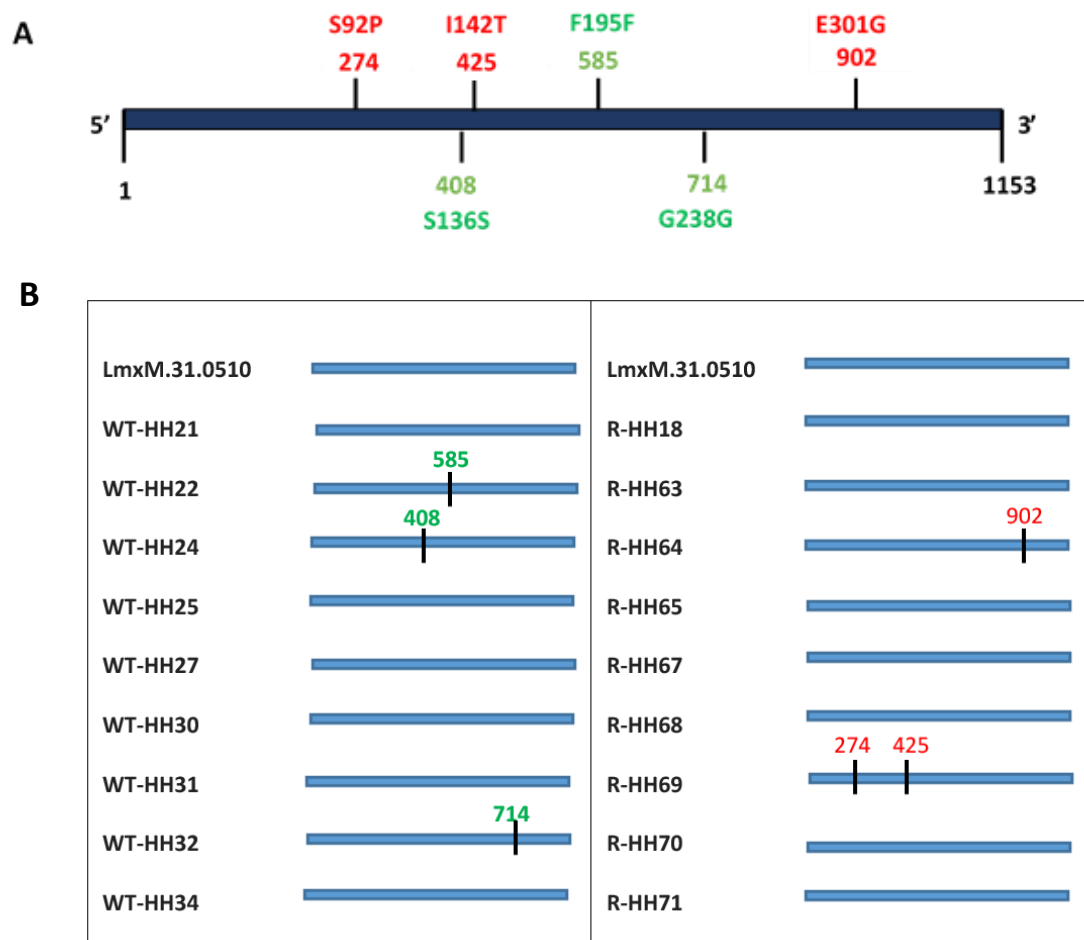 A
S92P I142T F195F E301G
274 425 585 902
5’ 3’
1 408 714 1153
S136S G238G
B
LmxM.31.0510
WT-HH21
585
WT-HH22
408
WT-HH24
WT-HH25
WT-HH27
WT-HH30
WT-HH31
714
WT-HH32
WT-HH34
LmxM.31.0510
R-HH18
R-HH63
902
R-HH64
R-HH65
R-HH67
R-HH68
274 425
R-HH69
R-HH70
R-HH71